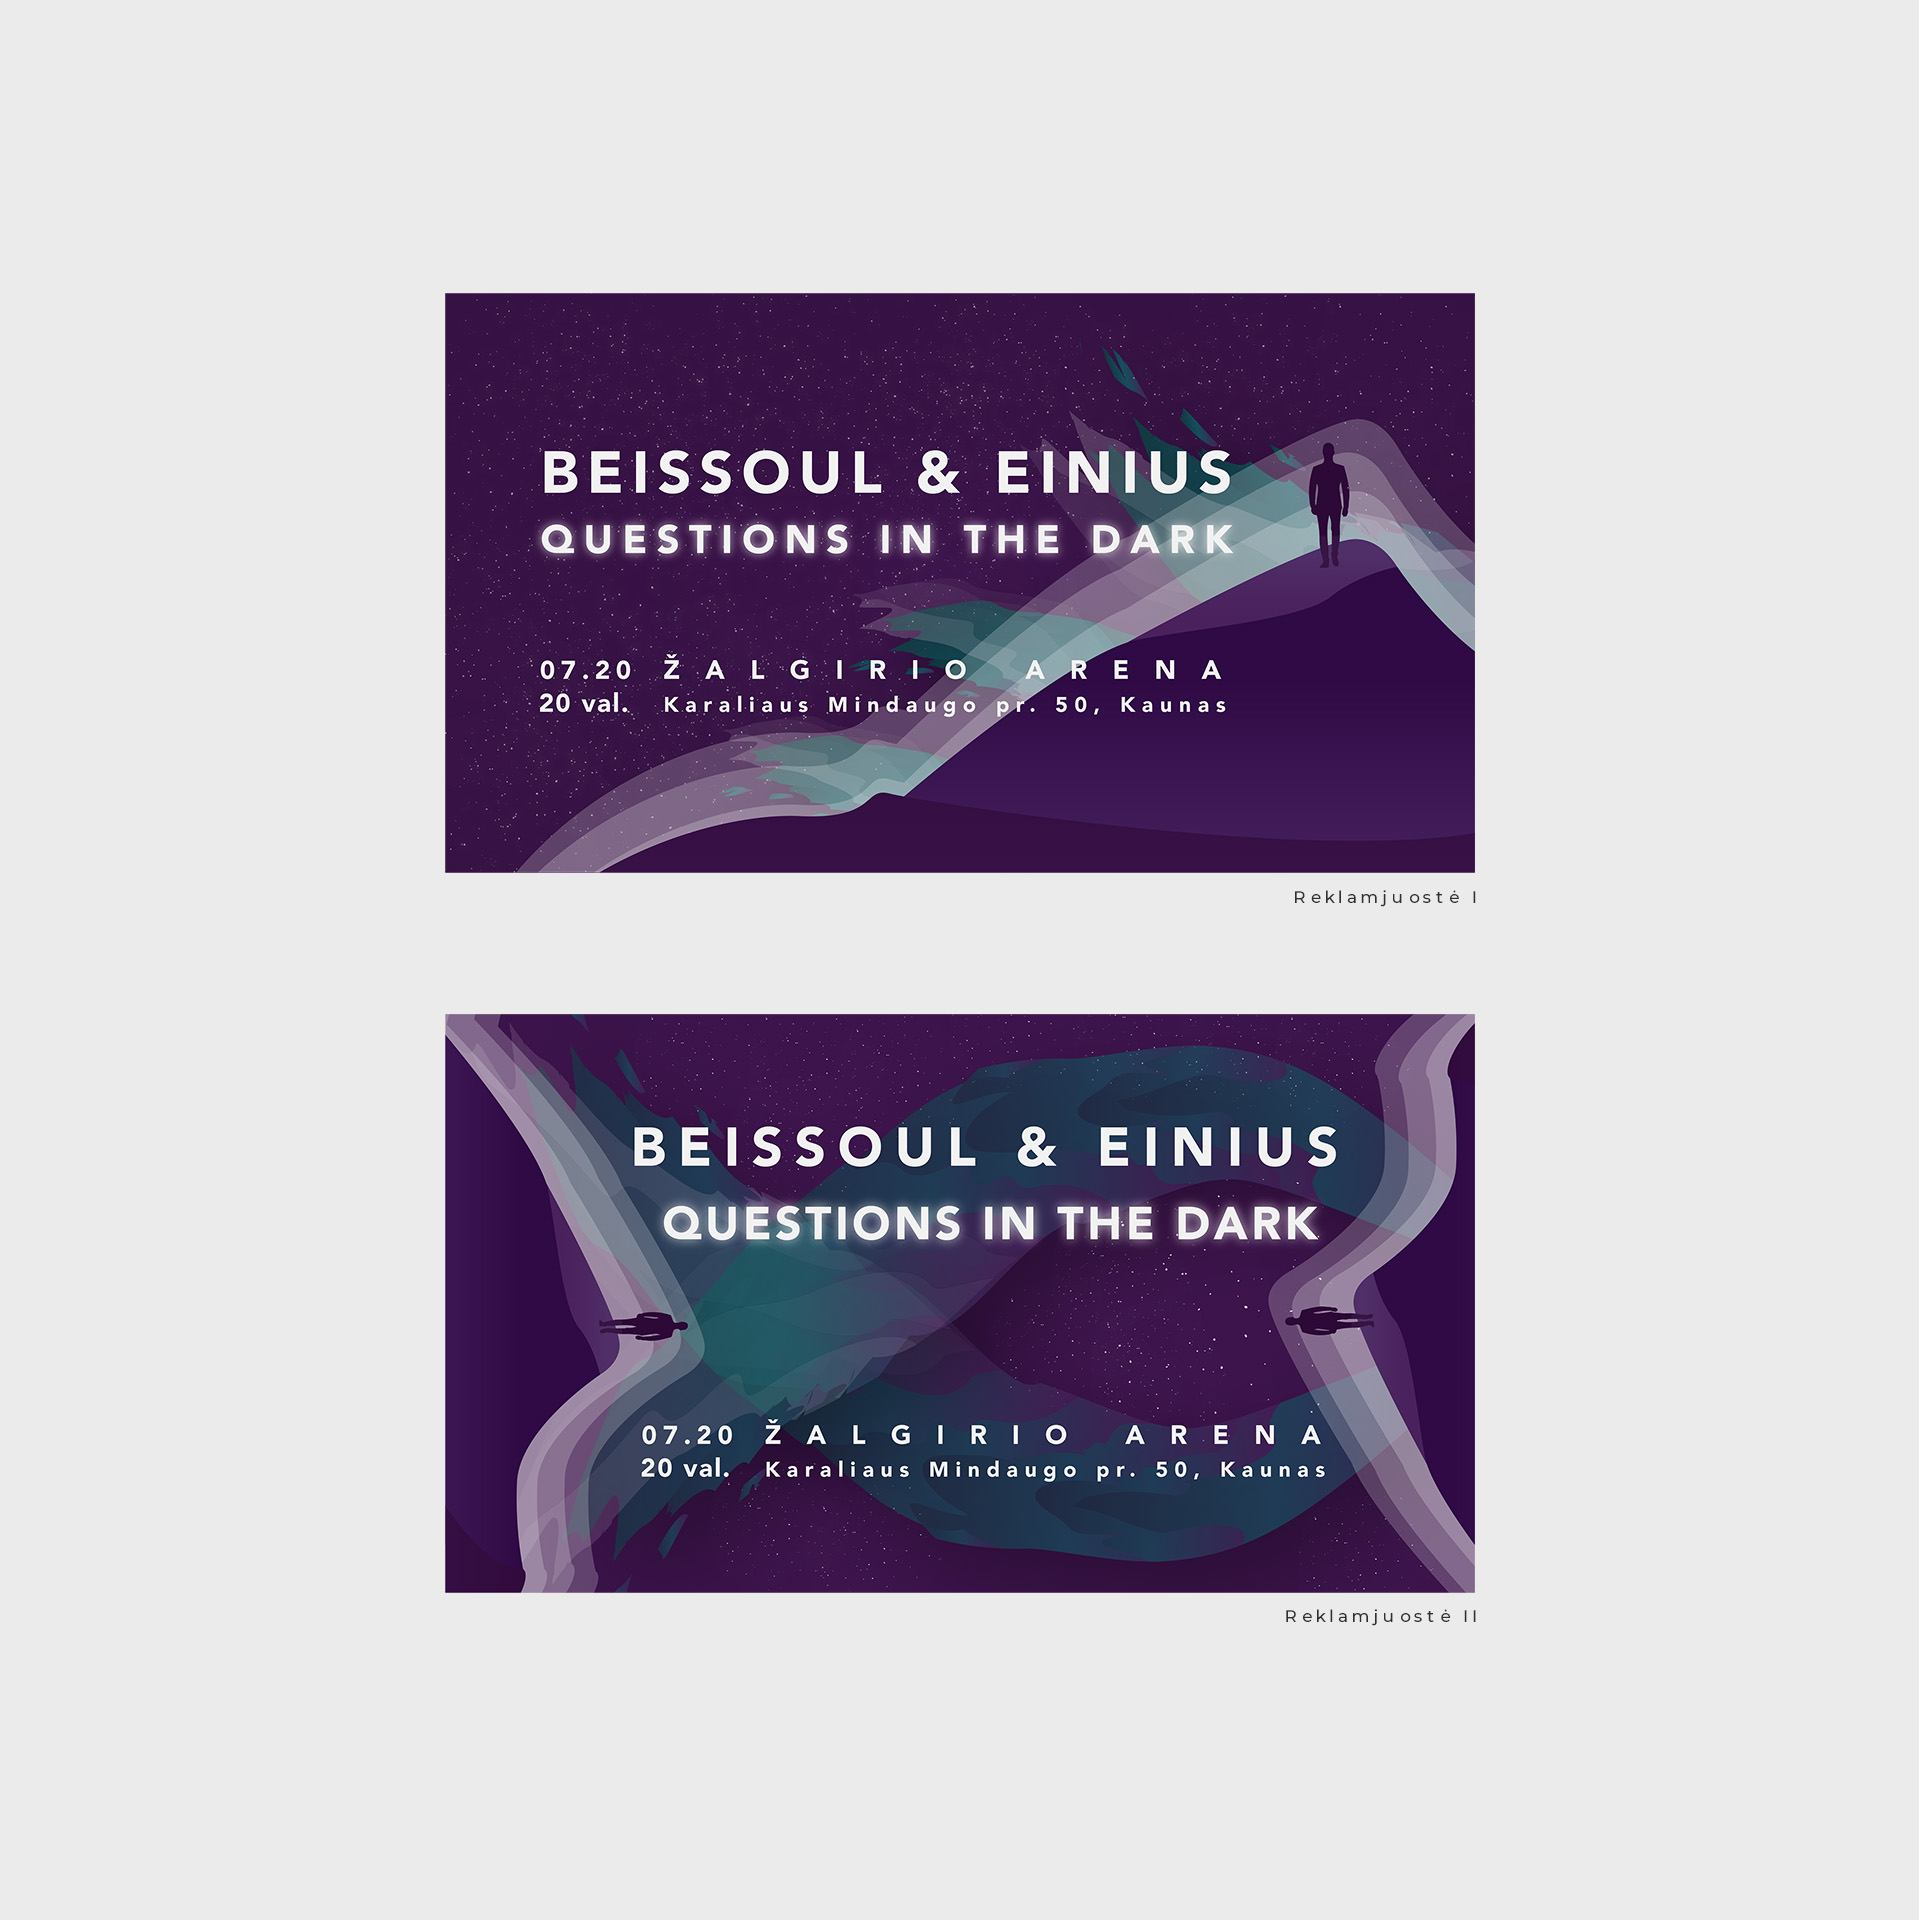 BEISSOUL & EINIUS
QUESTIONS IN THE DARK
07.20 ŽALGIRIO ARENA
20 val. Karaliaus Mindaugo pr. 50, Kaunas
Reklamjuostė I
BEISSOUL & EINIUS
QUESTIONS IN THE DARK
07.20 ŽALGIRIO ARENA
20 val. Karaliaus Mindaugo pr. 50, Kaunas
Reklamjuostė II